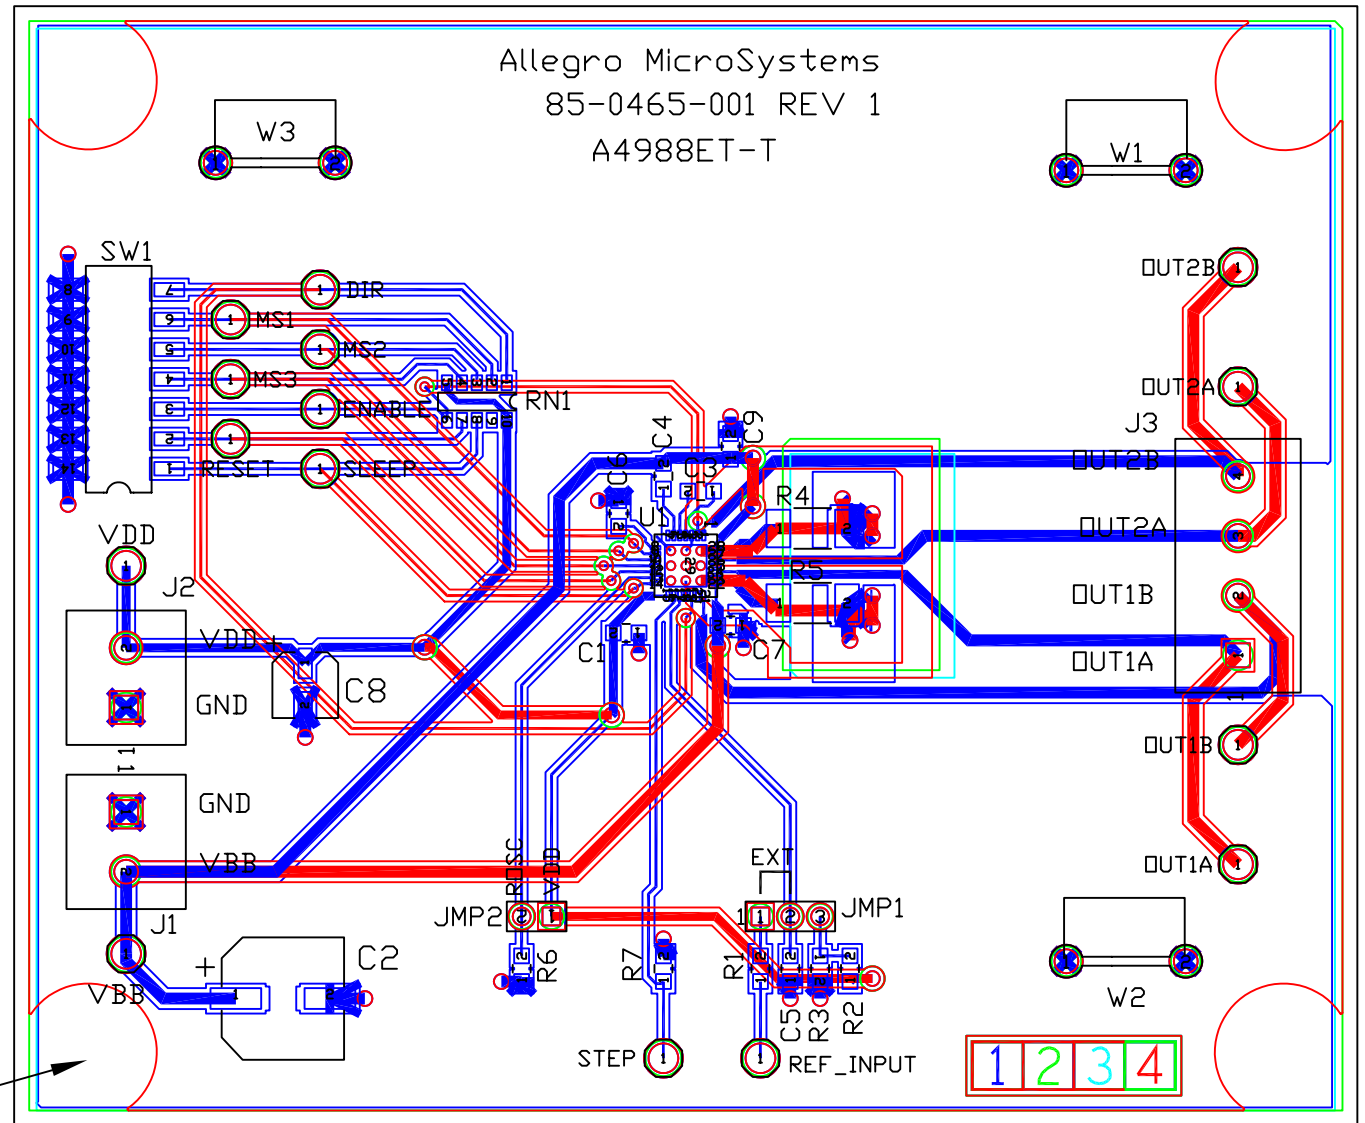 Allegro MicroSystems
85-0465-001 REV 1
A4988ET-T
W3
W1
SW1
OUT2B
DIR
MS1
MS2
MS3
OUT2A
ENABLE
RN1
J3
C4
C9
RESET
SLEEP
C6
C3
OUT2B
R4
U1
OUT2A
VDD
J2
R5
OUT1B
VDD
C1
C7
OUT1A
GND
C8
OUT1B
GND
EXT
VBB
ROSC
VDD
OUT1A
J1
JMP2
JMP1
C2
R6
R7
R1
VBB
C5
R3
R2
W2
STEP
REF_INPUT
1 2 3 4